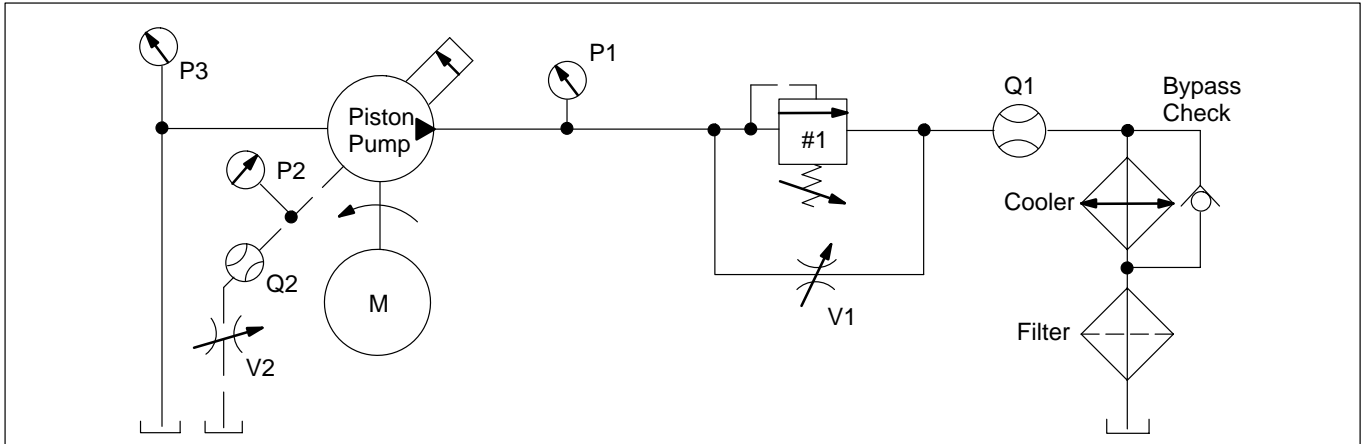 P3
Piston
Pump
P1
Q1
Bypass
Check
#1
P2
Cooler
Q2
M
V1
Filter
V2